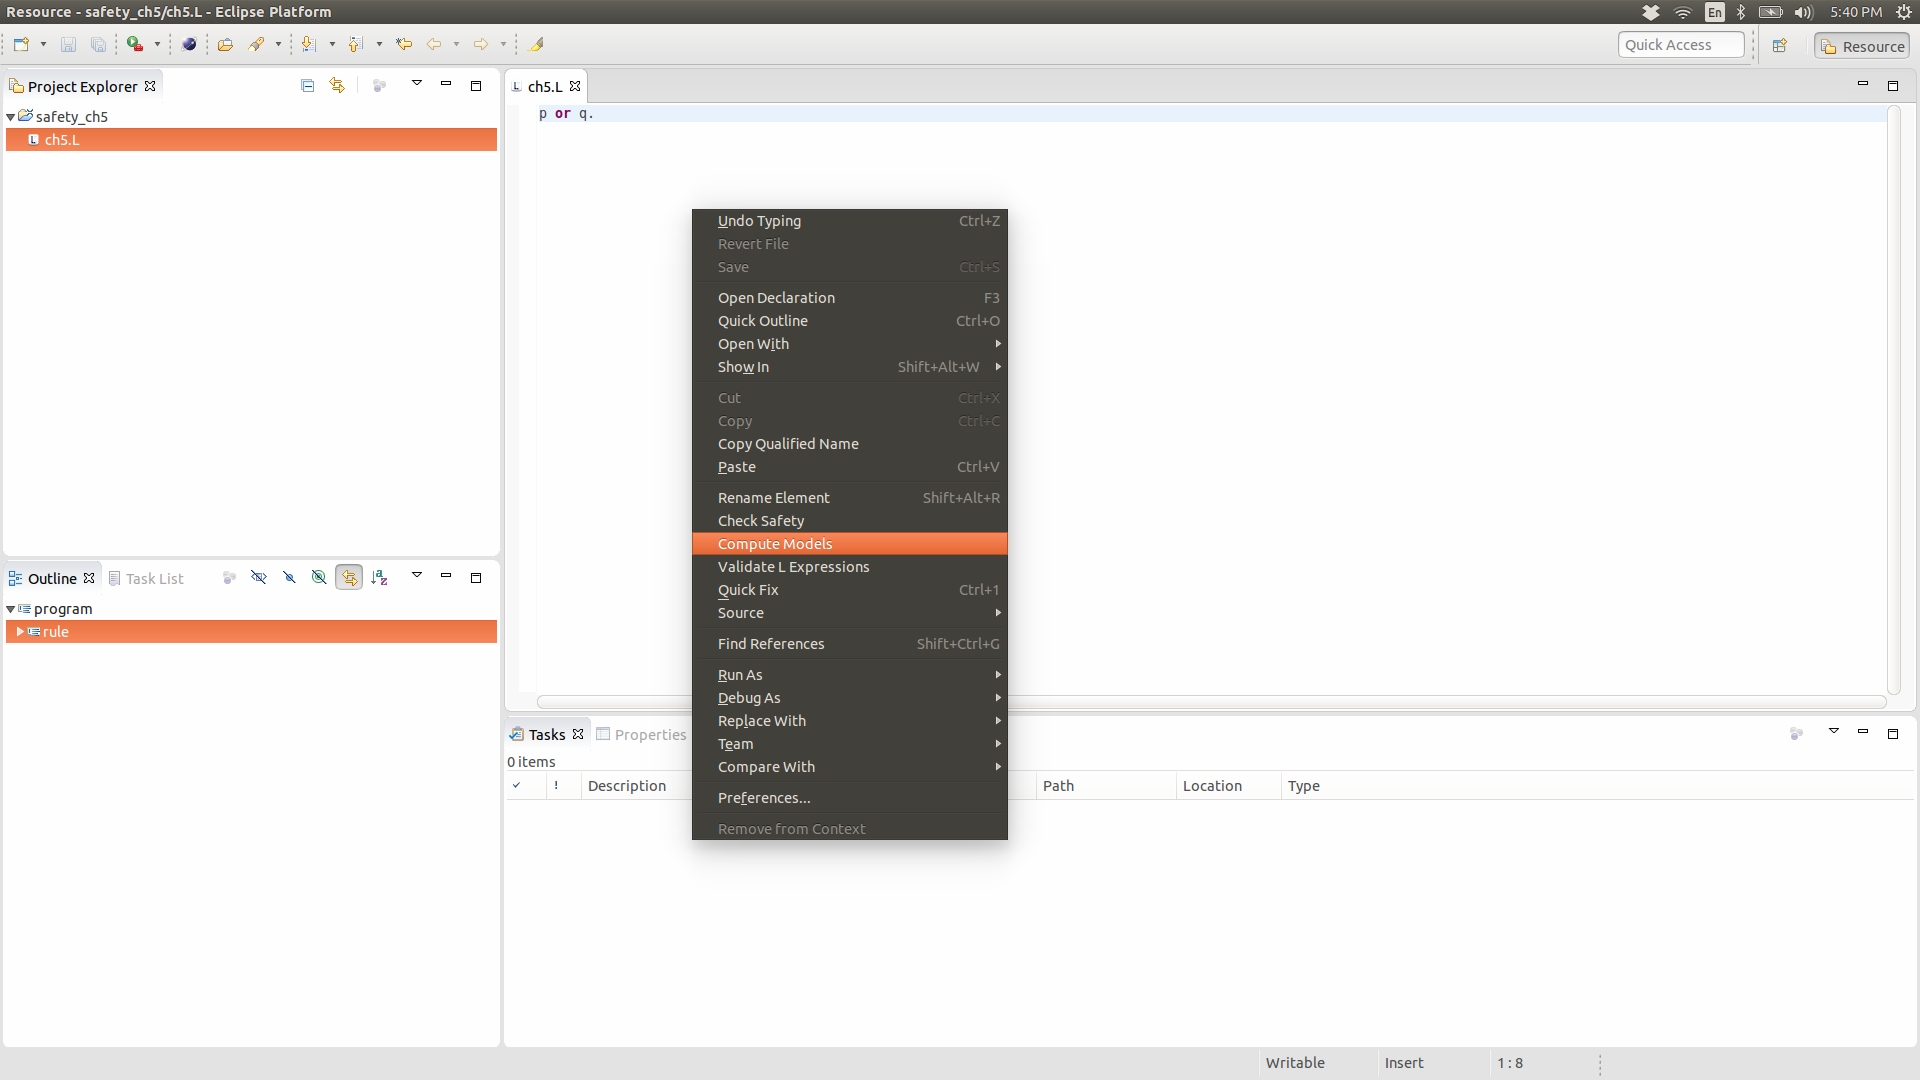 Resource - safety_ch5/ch5.L - Eclipse Platform
En
5:40 PM
Quick Access
Resource
Project Explorer
safety_ch5
L ch5.L
L ch5.L
p or q.
Undo Typing Ctrl+Z
Revert File
Save Ctrl+S
Open Declaration F3
Quick Outline Ctrl+O
Open With
Show In Shift+Alt+W
Cut Ctrl+X
Copy Ctrl+C
Copy Qualified Name
Paste Ctrl+V
Rename Element Shift+Alt+R
Check Safety
Compute Models
Validate L Expressions
Quick Fix Ctrl+1
Source
Find References Shift+Ctrl+G
Run As
Debug As
Replace With
Team
Compare With
Preferences...
Remove from Context
Outline
Task List
program
rule
Tasks
Properties
0 items
! Description Path Location Type
Writable Insert 1 : 8